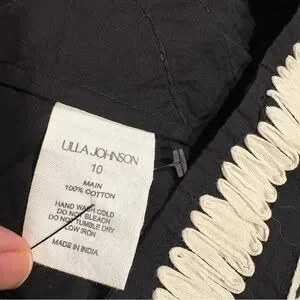 ULLA JOHNSON
10
MAIN
100% COTTON
HAND WASH COLD
DO NOT BLEACH
DO NOT TUMBLE DRY
LOW IRON
MADE IN INDIA